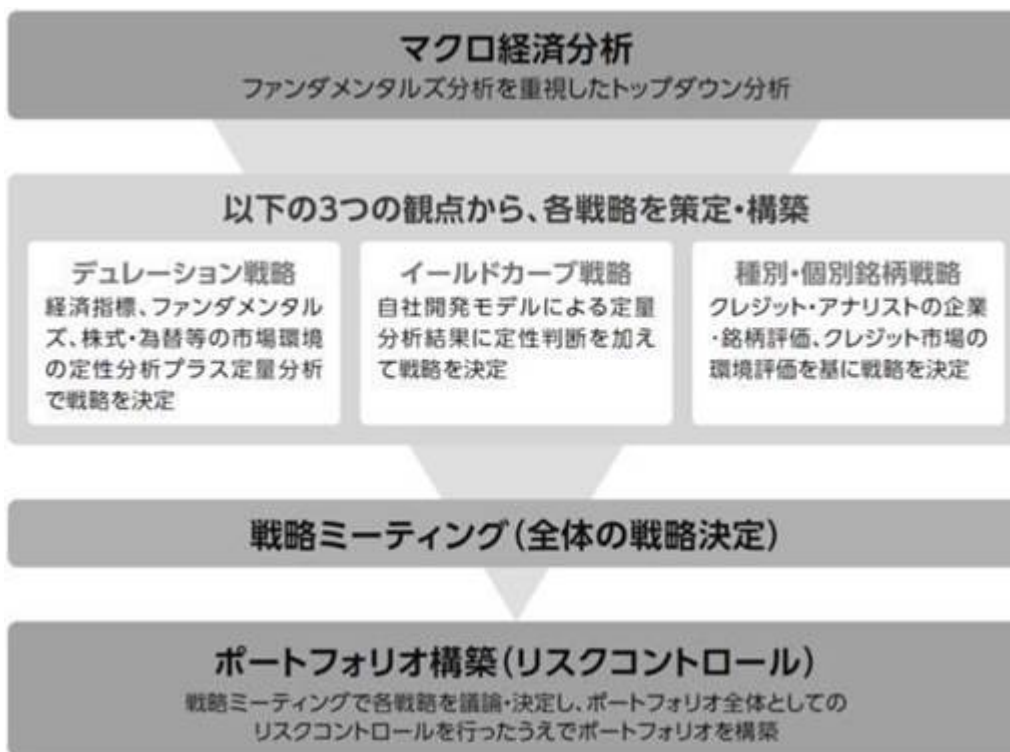 マクロ経済分析
ファンダメンタルズ分析を重視したトップダウン分析
以下の3つの観点から、各戦略を策定・構築
デュレーション戦略
経済指標、ファンダメンタル
ズ、株式・為替等の市場環境
の定性分析プラス定量分析
で戦略を決定
イールドカーブ戦略
自社開発モデルによる定量
分析結果に定性判断を加え
て戦略を決定
種別・個別銘柄戦略
クレジット・アナリストの企業
・銘柄評価、クレジット市場の
環境評価を基に戦略を決定
戦略ミーティング(全体の戦略決定)
ポートフォリオ構築(リスクコントロール)
戦略ミーティングで各戦略を議論・決定し、ポートフォリオ全体としての
リスクコントロールを行ったうえでポートフォリオを構築